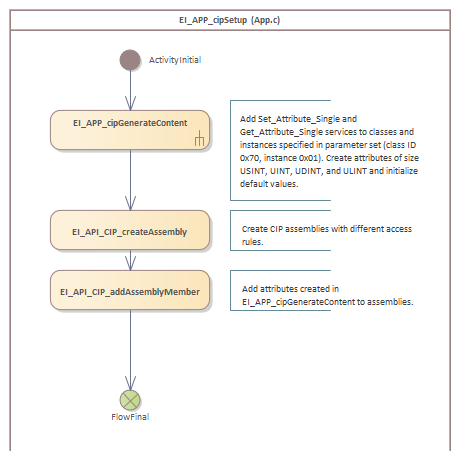 EI_APP_cipSetup (App.c)
ActivityInitial
EI_APP_cipGenerateContent
Add Set_Attribute_Single and
Get_Attribute_Single services to classes and
instances specified in parameter set (class ID
0x70, instance 0x01). Create attributes of size
USINT, UINT, UDINT, and ULINT and initialize
default values.
EI_API_CIP_createAssembly
Create CIP assemblies with different access
rules.
EI_API_CIP_addAssemblyMember
Add attributes created in
EI_APP_cipGenerateContent to assemblies.
FlowFinal